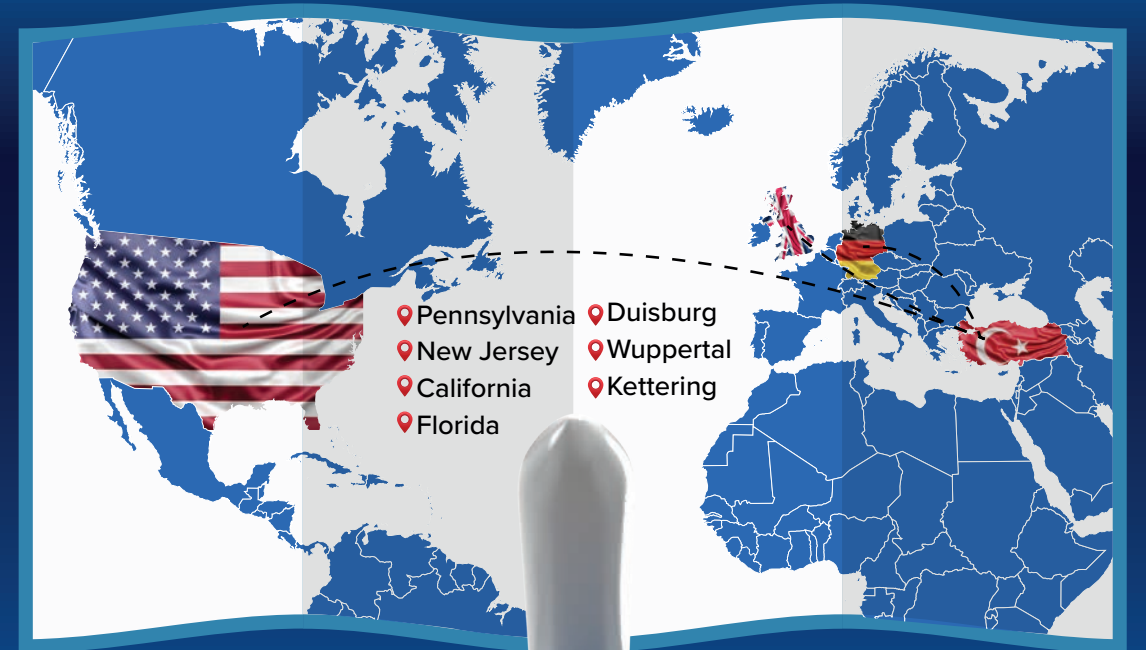 Pennsylvania
New Jersey
California
Florida
Duisburg
Wuppertal
Kettering